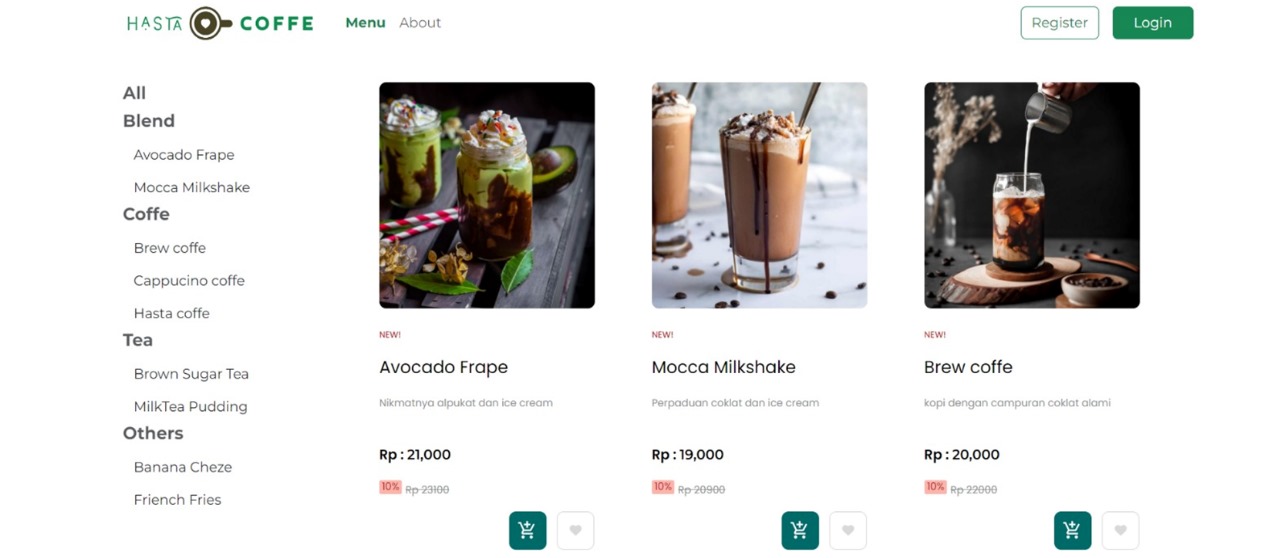 HASTA COFFE
Menu
About
Register
Login
All
Blend
Avocado Frape
Mocca Milkshake
Coffe
Brew coffe
Cappucino coffe
Hasta coffe
Tea
Brown Sugar Tea
MilkTea Pudding
Others
Banana Cheze
Friench Fries
NEW!
Avocado Frape
Nikmatnya alpukat dan ice cream
Rp : 21,000
10% Rp 23100
NEW!
Mocca Milkshake
Perpaduan coklat dan ice cream
Rp : 19,000
10% Rp 20900
NEW!
Brew coffe
kopi dengan campuran coklat alami
Rp : 20,000
10% Rp 22000